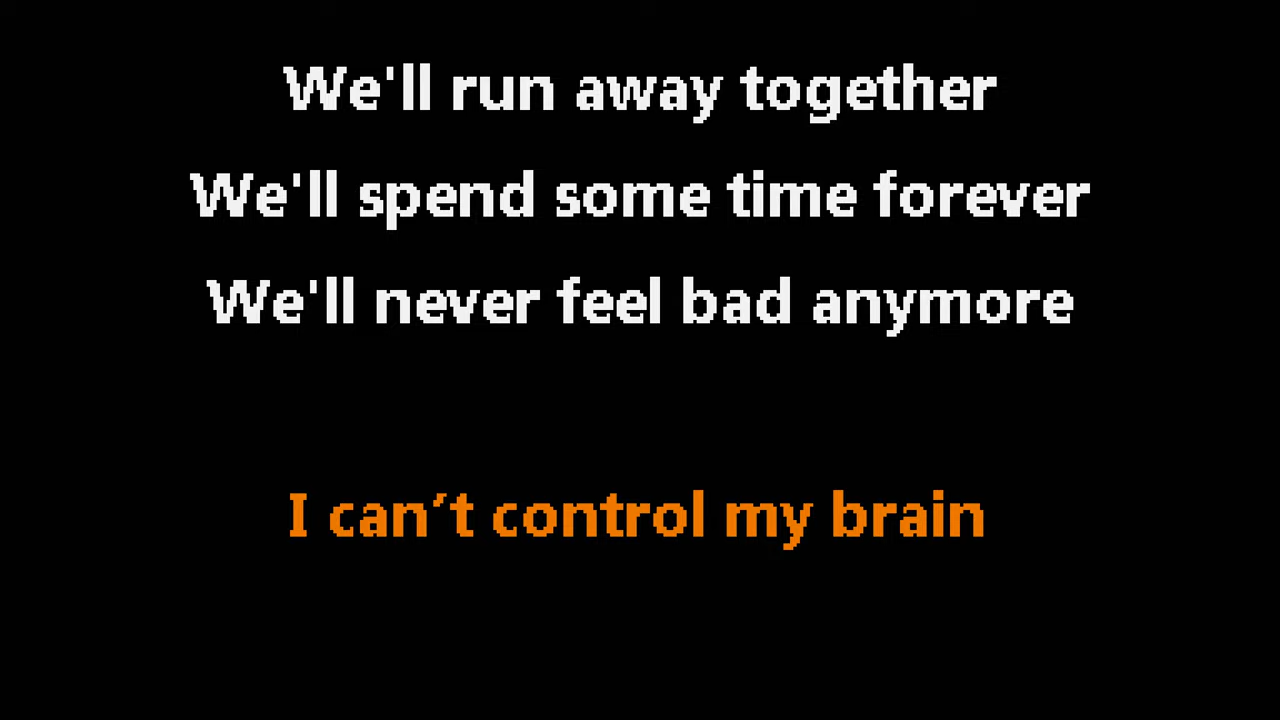 We'll run away together
We'll spend some time forever
We'll never feel bad anymore
I can’t control my brain